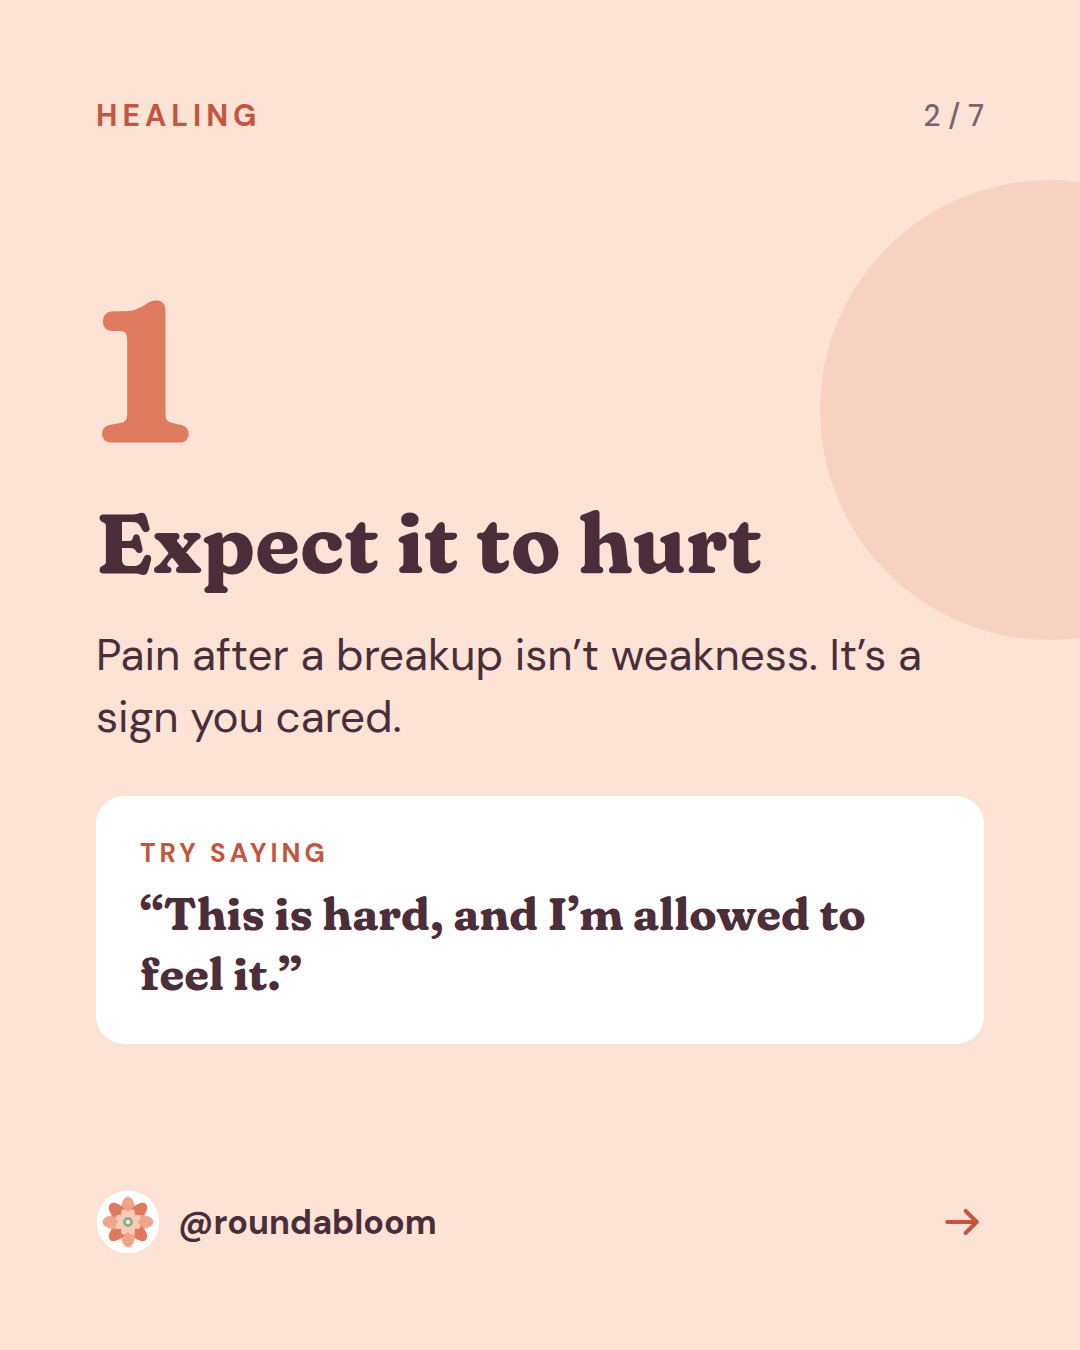 HEALING
2 / 7
1
Expect it to hurt
Pain after a breakup isn’t weakness. It’s a
sign you cared.
TRY SAYING
“This is hard, and I’m allowed to
feel it.”
@roundabloom